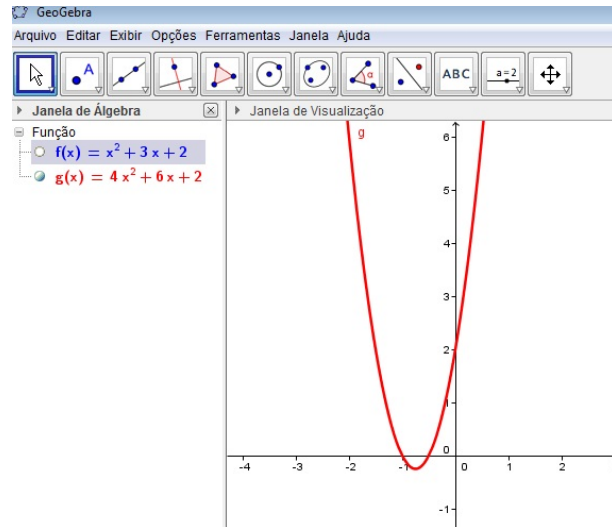 GeoGebra
Arquivo Editar Exibir Opções Ferramentas Janela Ajuda
A
α
ABC
a=2
Janela de Álgebra
Janela de Visualização
Função
f(x) = x² + 3 x + 2
g(x) = 4 x² + 6 x + 2
g
6
5
4
3
2
1
0
-4 -3 -2 -1 0 1 2
-1